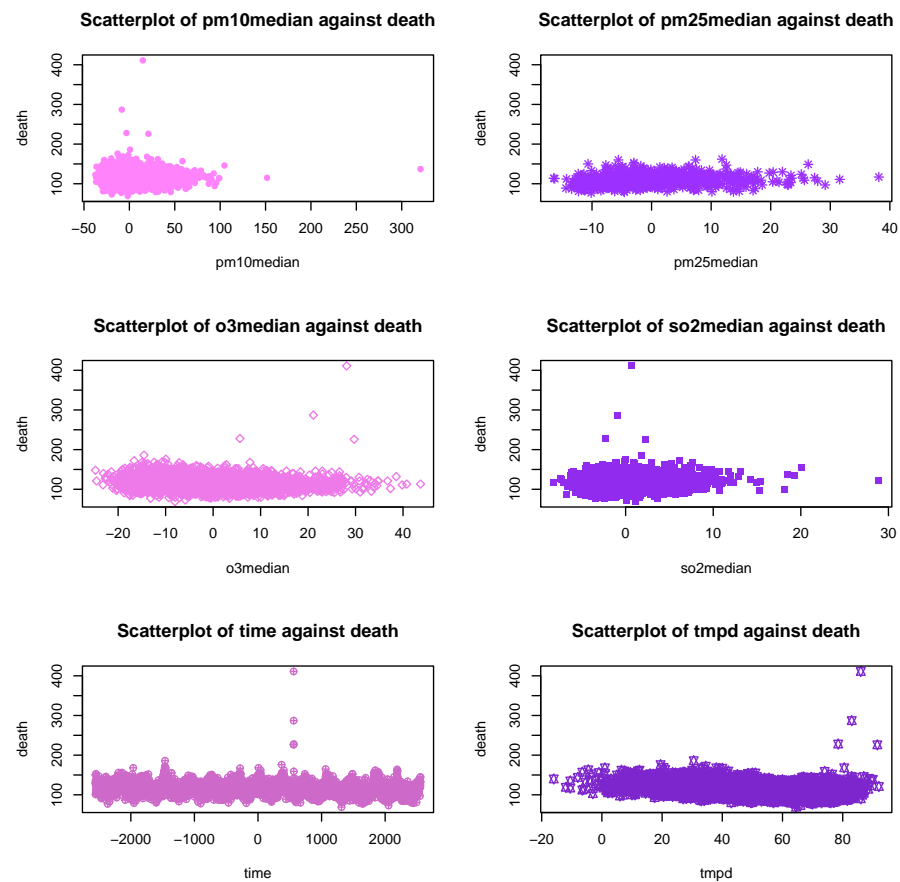 Scatterplot of pm10median against death
400
300
200
100
death
−50 0 50 100 150 200 250 300
pm10median
Scatterplot of pm25median against death
400
300
200
100
death
−10 0 10 20 30 40
pm25median
Scatterplot of o3median against death
400
300
200
100
death
−20 −10 0 10 20 30 40
o3median
Scatterplot of so2median against death
400
300
200
100
death
0 10 20 30
so2median
Scatterplot of time against death
400
300
200
100
death
−2000 −1000 0 1000 2000
time
Scatterplot of tmpd against death
400
300
200
100
death
−20 0 20 40 60 80
tmpd